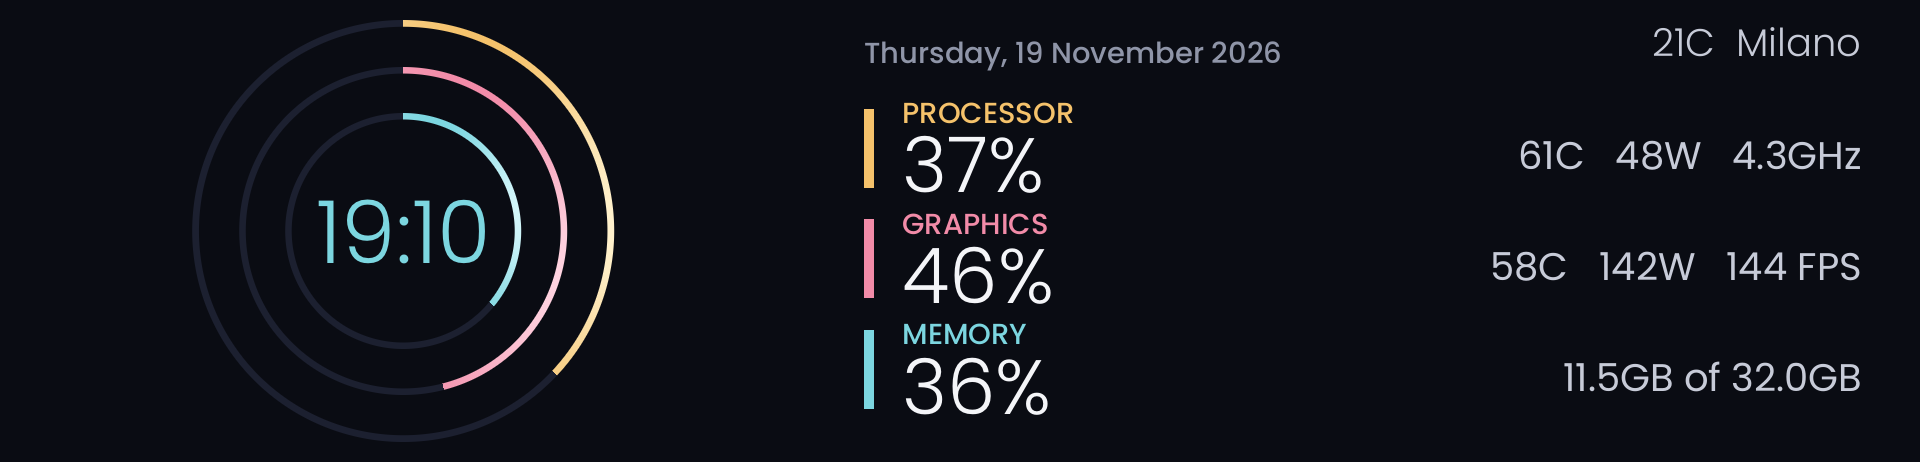 19:10
Thursday, 19 November 2026
21C Milano
PROCESSOR
37%
61C 48W 4.3GHz
GRAPHICS
46%
58C 142W 144 FPS
MEMORY
36%
11.5GB of 32.0GB